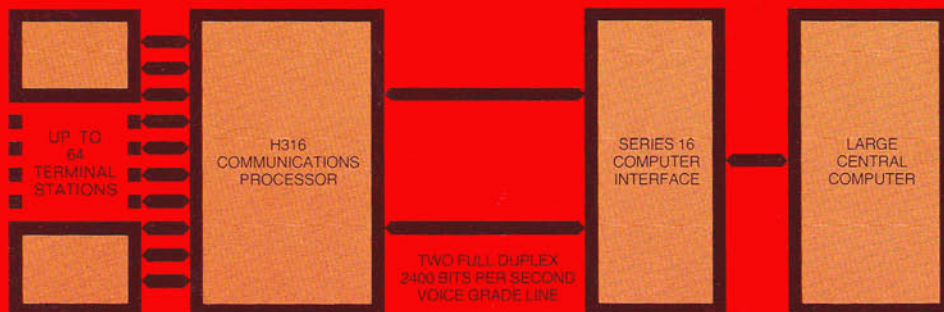 UP TO
64
TERMINAL
STATIONS
H316
COMMUNICATIONS
PROCESSOR
TWO FULL DUPLEX
2400 BITS PER SECOND
VOICE GRADE LINE
SERIES 16
COMPUTER
INTERFACE
LARGE
CENTRAL
COMPUTER